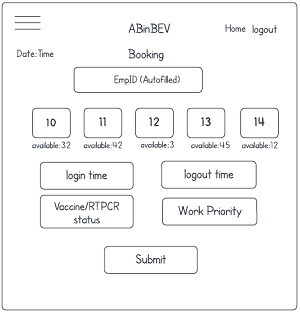 ABinBEV
Home logout
Date:Time
Booking
EmpID (Autofilled)
10 11 12 13 14
available:32 available:42 available:3 available:45 available:12
login time logout time
Vaccine/RTPCR
status
Work Priority
Submit